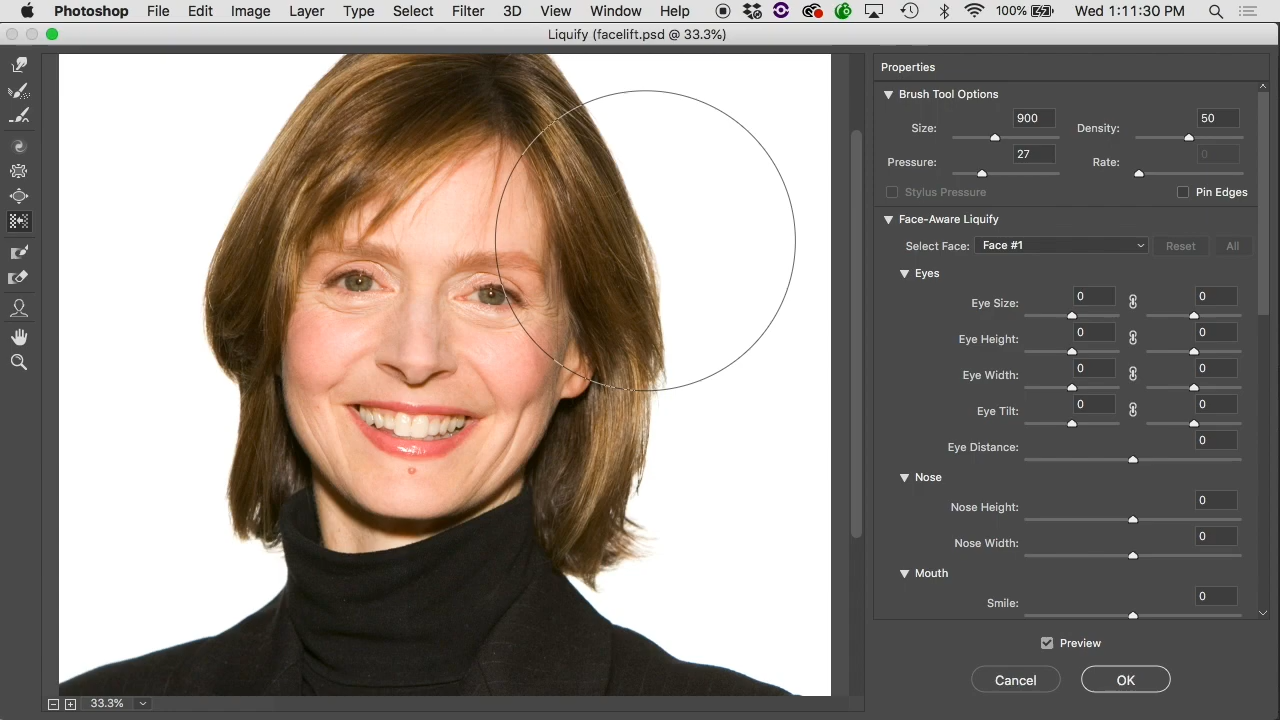 Photoshop File Edit Image Layer Type Select Filter 3D View Window Help 100% Wed 1:11:30 PM
Liquify (facelift.psd @ 33.3%)
Properties
Brush Tool Options
Size: 900 Density: 50
Pressure: 27 Rate: 0
Stylus Pressure Pin Edges
Face-Aware Liquify
Select Face: Face #1 Reset All
Eyes
Eye Size: 0 0
Eye Height: 0 0
Eye Width: 0 0
Eye Tilt: 0 0
Eye Distance: 0
Nose
Nose Height: 0
Nose Width: 0
Mouth
Smile: 0
Preview
Cancel OK
33.3%